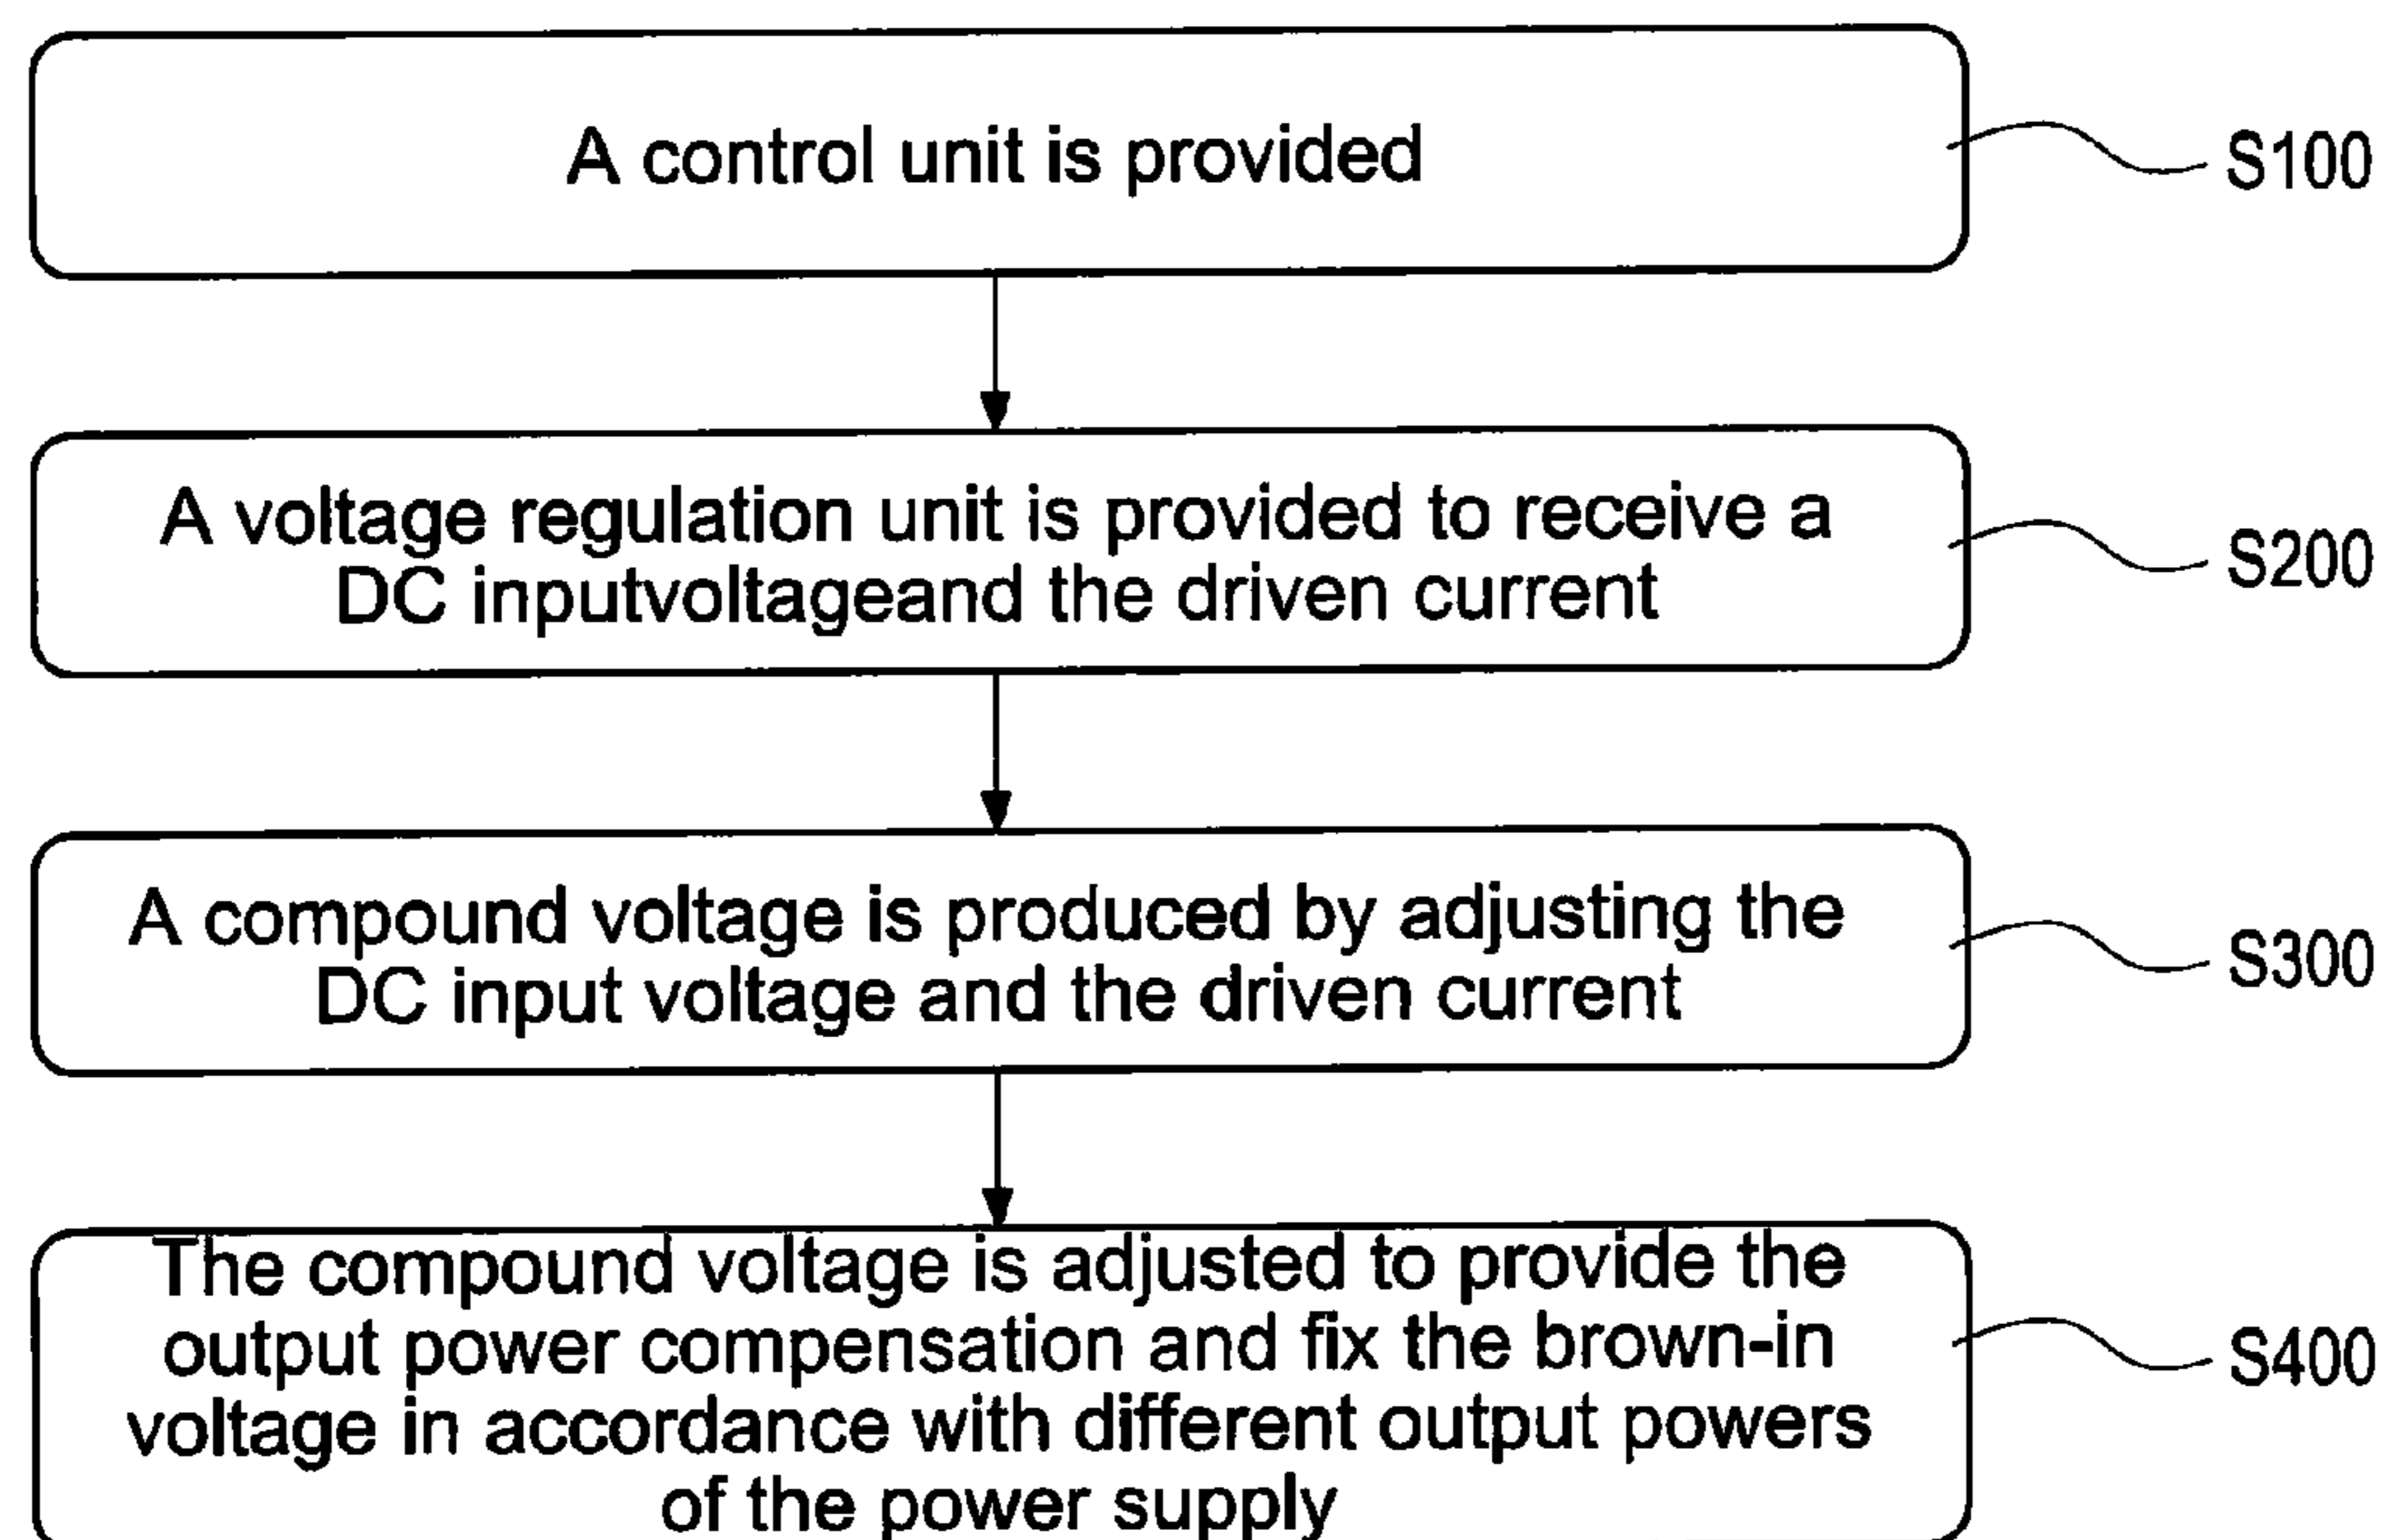 A control unit is provided
S100
A voltage regulation unit is provided to receive a
DC inputvoltageand the driven current
S200
A compound voltage is produced by adjusting the
DC input voltage and the driven current
S300
The compound voltage is adjusted to provide the
output power compensation and fix the brown-in
voltage in accordance with different output powers
of the power supply
S400